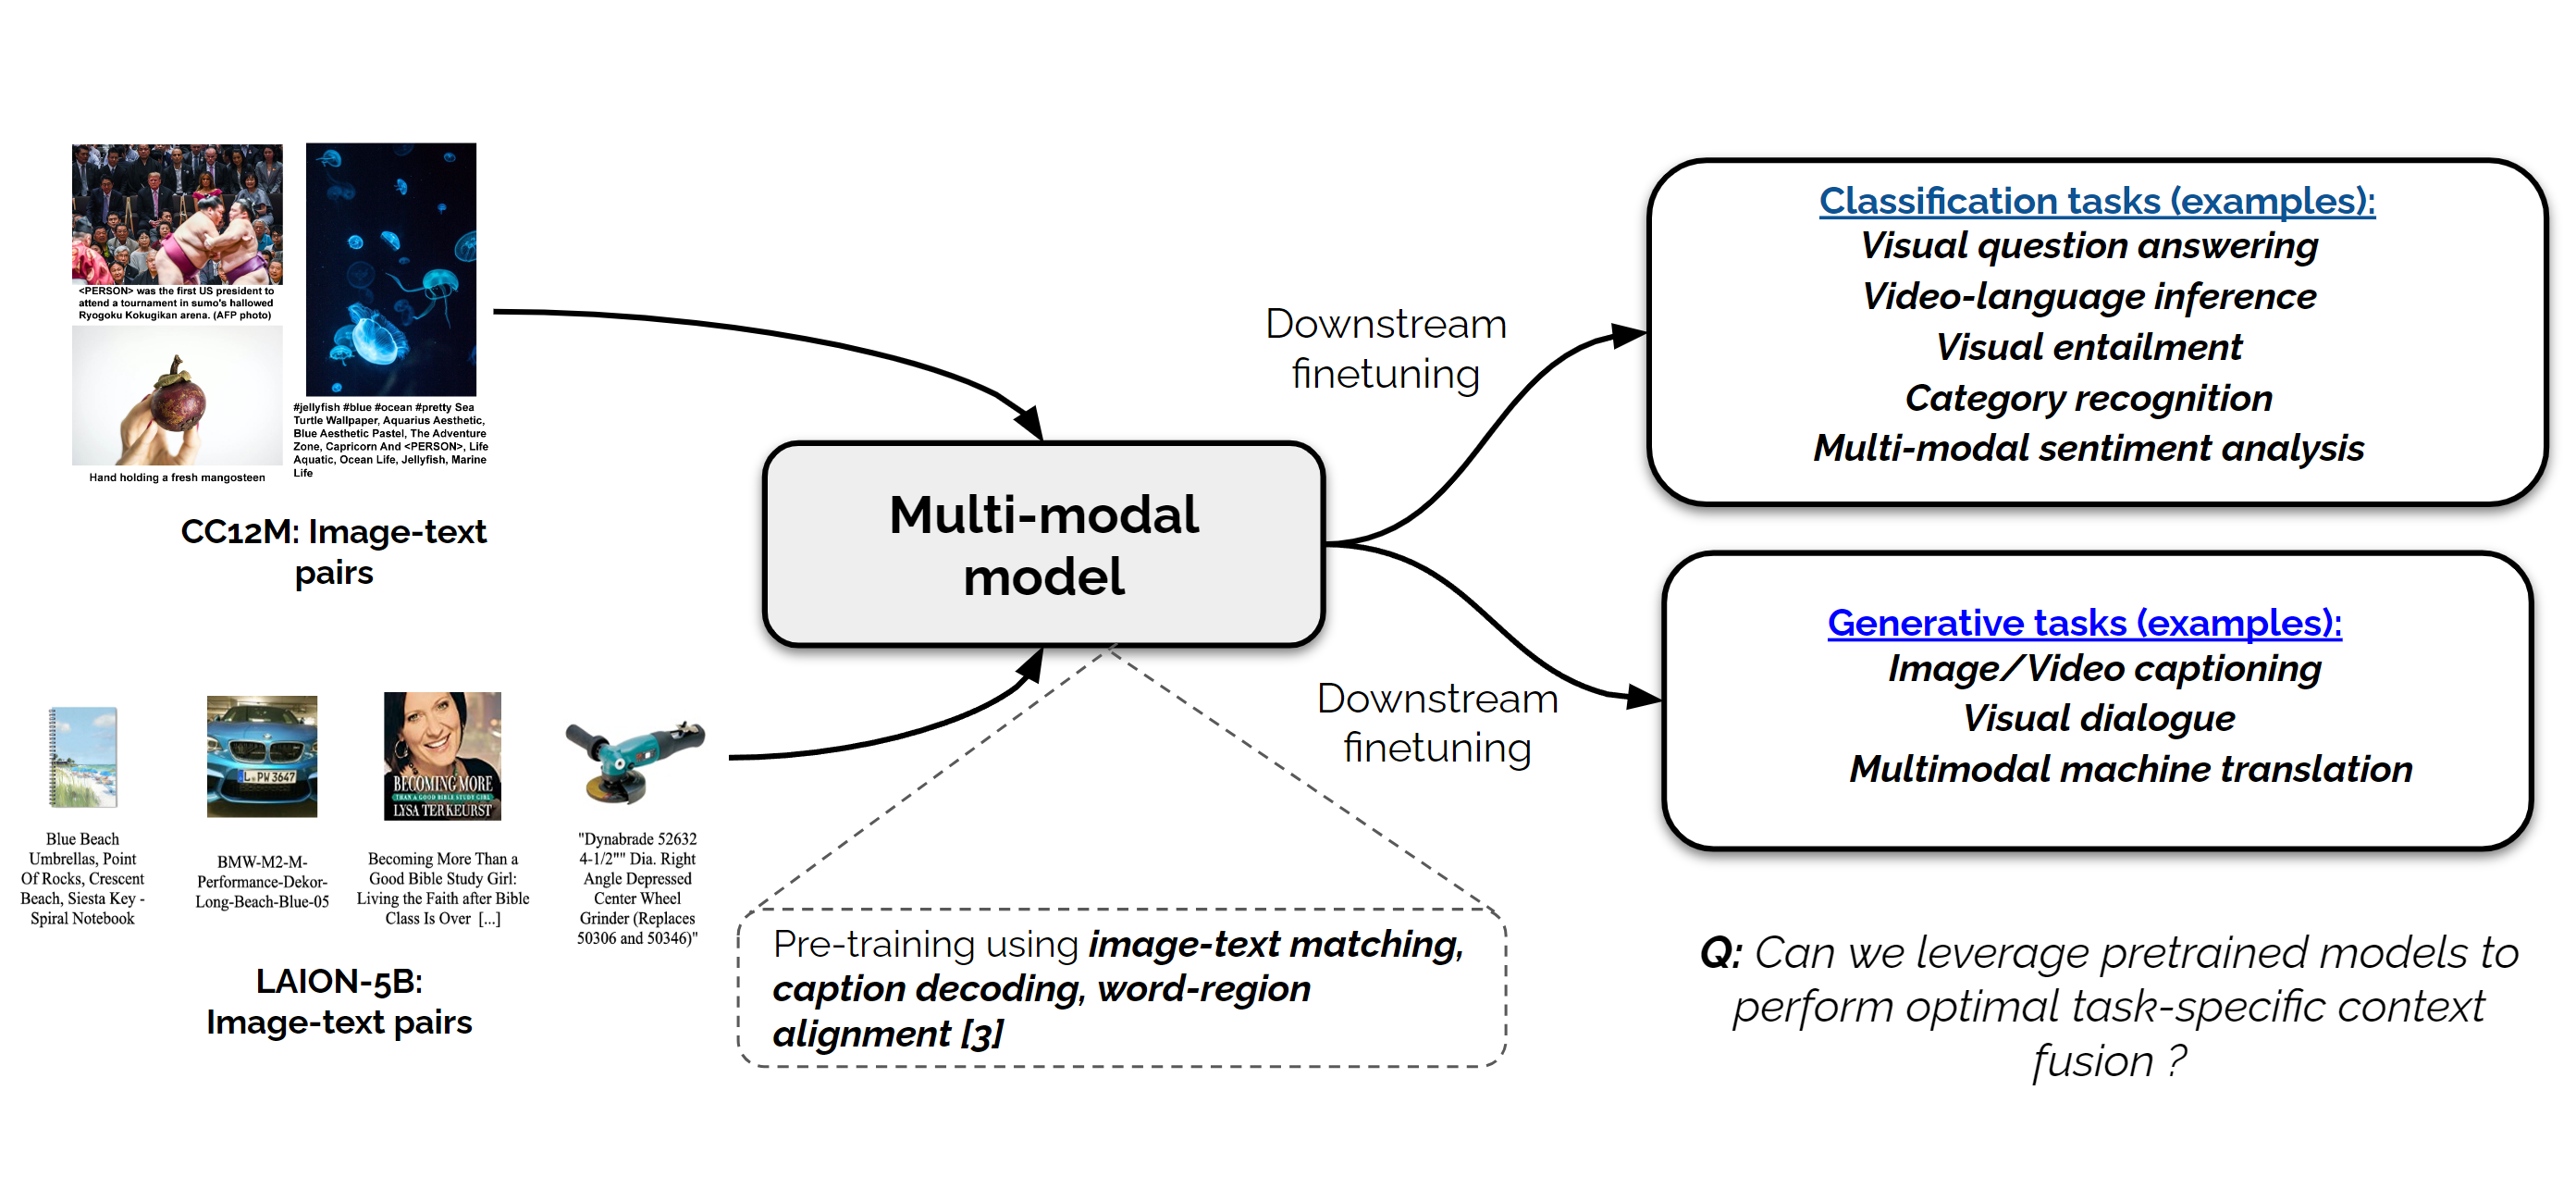 <PERSON> was the first US president to
attend a tournament in sumo's hallowed
Ryogoku Kokugikan arena. (AFP photo)
Hand holding a fresh mangosteen
#jellyfish #blue #ocean #pretty Sea
Turtle Wallpaper, Aquarius Aesthetic,
Blue Aesthetic Pastel, The Adventure
Zone, Capricorn And <PERSON>, Life
Aquatic, Ocean Life, Jellyfish, Marine
Life
CC12M: Image-text
pairs
L PW 3647
BECOMING MORE
THAN A GOOD BIBLE STUDY GIRL
LYSA TERKEURST
Blue Beach
Umbrellas, Point
Of Rocks, Crescent
Beach, Siesta Key -
Spiral Notebook
BMW-M2-M-
Performance-Dekor-
Long-Beach-Blue-05
Becoming More Than a
Good Bible Study Girl:
Living the Faith after Bible
Class Is Over [...]
"Dynabrade 52632
4-1/2"" Dia. Right
Angle Depressed
Center Wheel
Grinder (Replaces
50306 and 50346)"
LAION-5B:
Image-text pairs
Multi-modal
model
Pre-training using image-text matching,
caption decoding, word-region
alignment [3]
Downstream
finetuning
Downstream
finetuning
Classification tasks (examples):
Visual question answering
Video-language inference
Visual entailment
Category recognition
Multi-modal sentiment analysis
Generative tasks (examples):
Image/Video captioning
Visual dialogue
Multimodal machine translation
Q: Can we leverage pretrained models to
perform optimal task-specific context
fusion ?